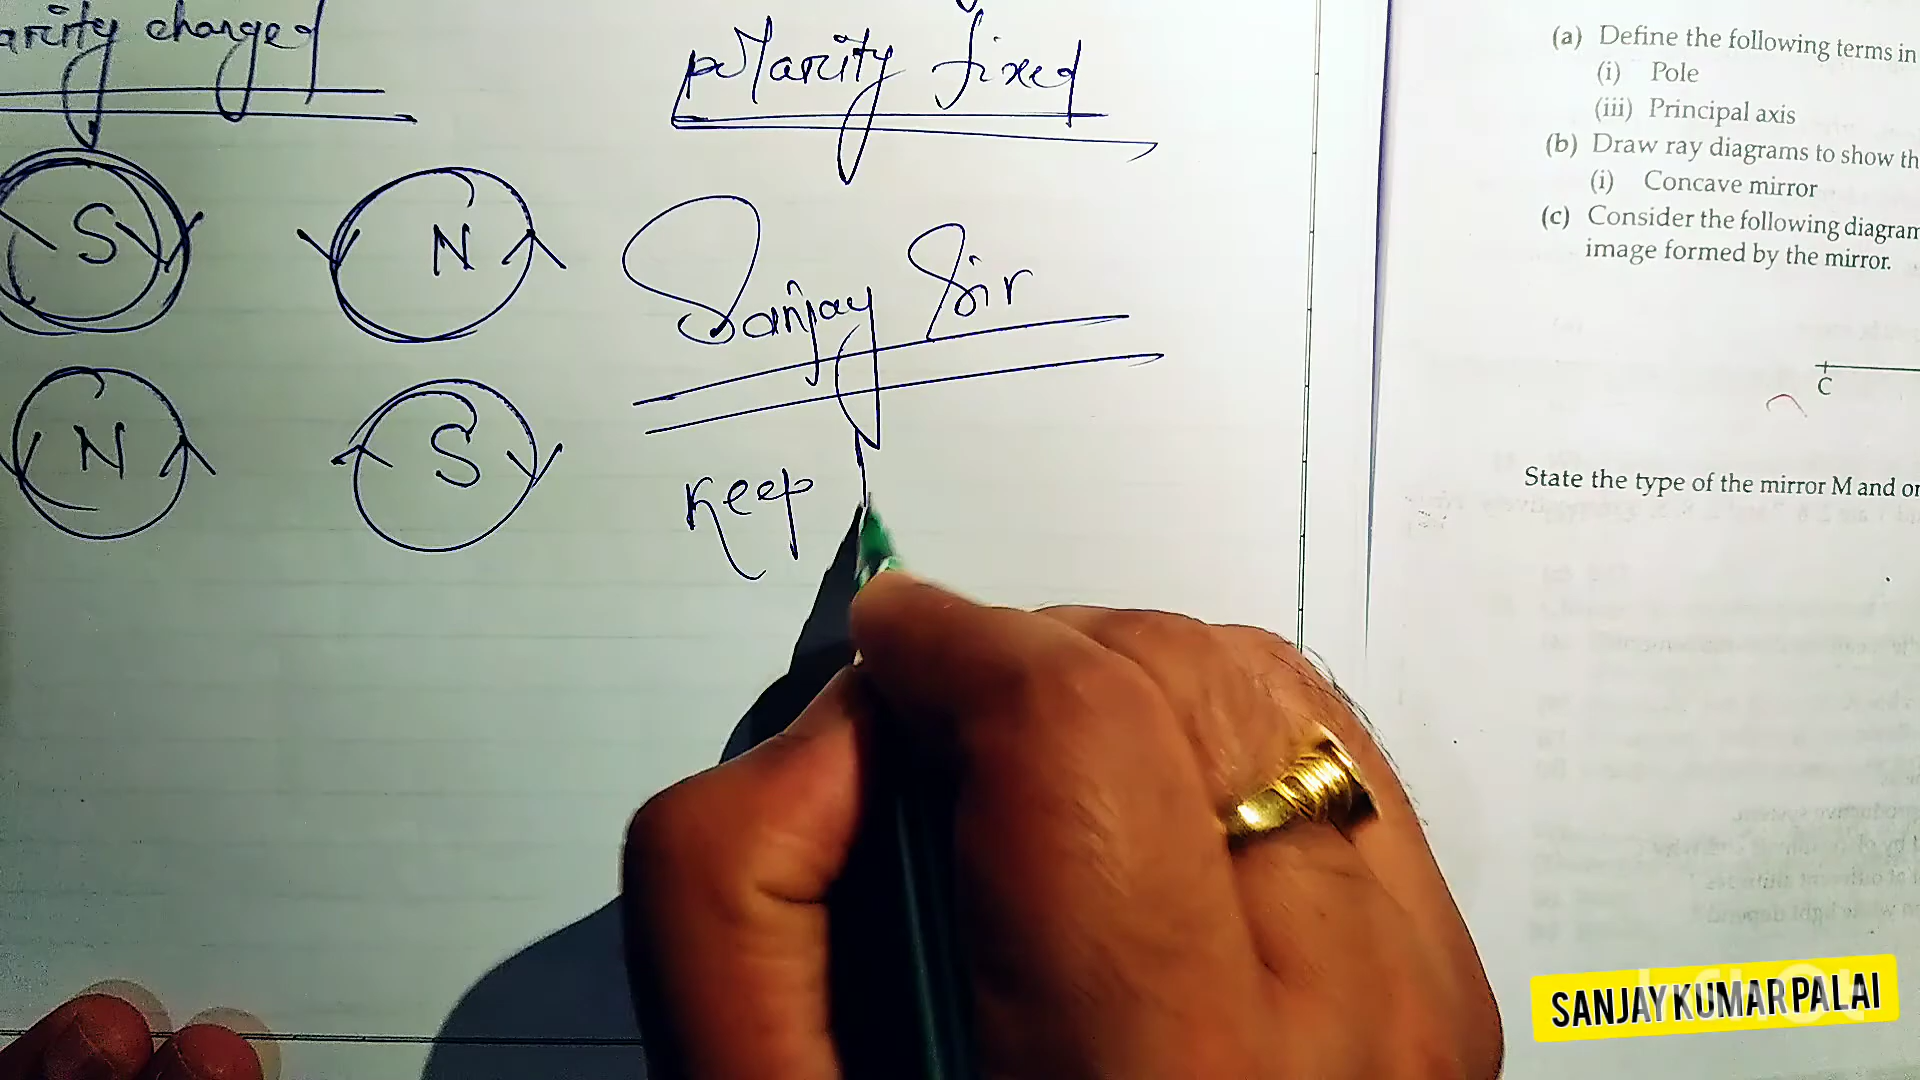 arity changed
S N
N S
polarity fixed
Sanjay Sir
Keep
(a) Define the following terms in
(i) Pole
(iii) Principal axis
(b) Draw ray diagrams to show th
(i) Concave mirror
(c) Consider the following diagram
image formed by the mirror.
C
State the type of the mirror M and or
SANJAY KUMAR PALAI